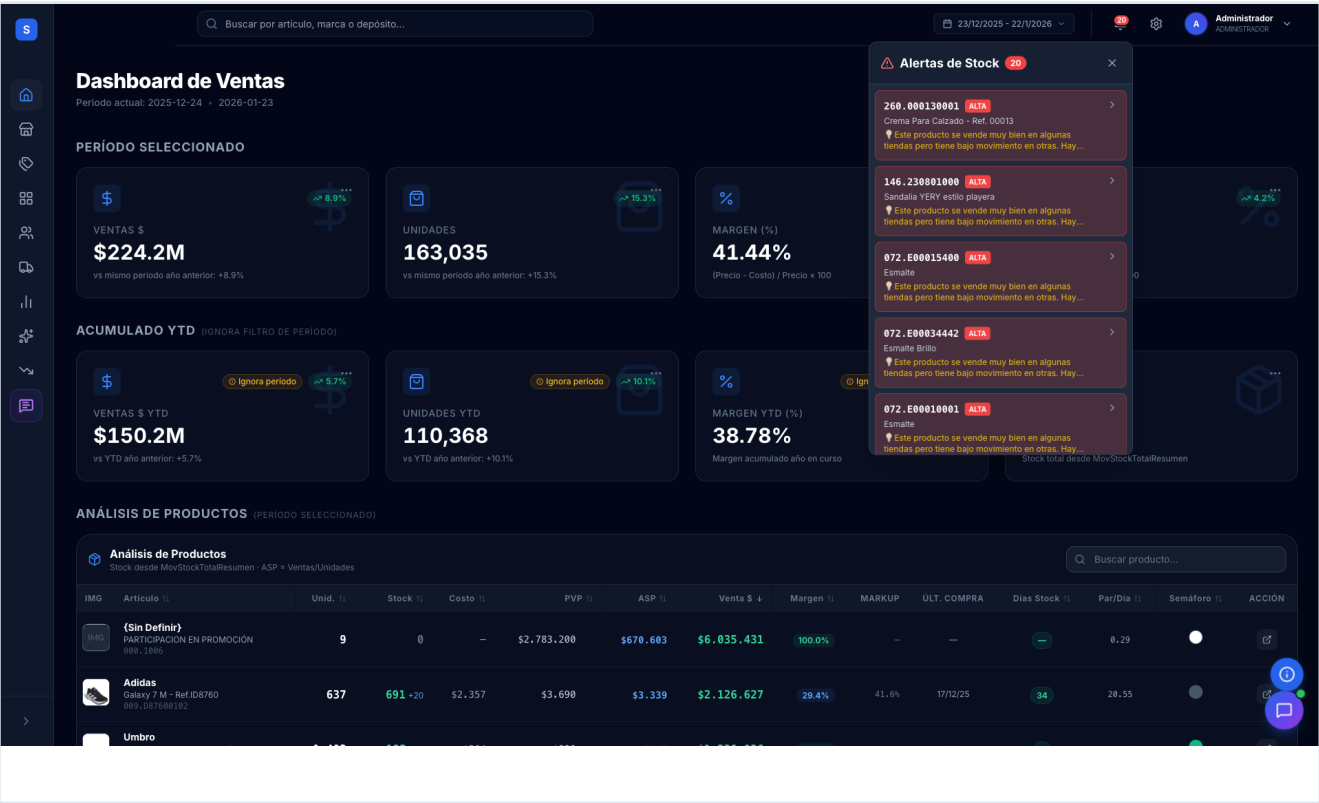 S
Buscar por artículo, marca o depósito...
23/12/2025 - 22/1/2026
20
A
Administrador
ADMINISTRADOR
Dashboard de Ventas
Periodo actual: 2025-12-24 • 2026-01-23
Alertas de Stock 20
260.000130001 ALTA
Crema Para Calzado - Ref. 00013
Este producto se vende muy bien en algunas
tiendas pero tiene bajo movimiento en otras. Hay...
146.230801000 ALTA
Sandalia YERY estilo playera
Este producto se vende muy bien en algunas
tiendas pero tiene bajo movimiento en otras. Hay...
072.E00015400 ALTA
Esmalte
Este producto se vende muy bien en algunas
tiendas pero tiene bajo movimiento en otras. Hay...
072.E00034442 ALTA
Esmalte Brillo
Este producto se vende muy bien en algunas
tiendas pero tiene bajo movimiento en otras. Hay...
072.E00010001 ALTA
Esmalte
Este producto se vende muy bien en algunas
tiendas pero tiene bajo movimiento en otras. Hay...
PERÍODO SELECCIONADO
8.9%
VENTAS $
$224.2M
vs mismo periodo año anterior: +8.9%
15.3%
UNIDADES
163,035
vs mismo periodo año anterior: +15.3%
MARGEN (%)
41.44%
(Precio - Costo) / Precio × 100
4.2%
ACUMULADO YTD (IGNORA FILTRO DE PERÍODO)
Ignora período 5.7%
VENTAS $ YTD
$150.2M
vs YTD año anterior: +5.7%
Ignora período 10.1%
UNIDADES YTD
110,368
vs YTD año anterior: +10.1%
Ign
MARGEN YTD (%)
38.78%
Margen acumulado año en curso
Stock total desde MovStockTotalResumen
ANÁLISIS DE PRODUCTOS (PERÍODO SELECCIONADO)
Análisis de Productos
Stock desde MovStockTotalResumen · ASP = Ventas/Unidades
Buscar producto...
IMG Artículo Unid. Stock Costo PVP ASP Venta $ ↓ Margen MARKUP ÚLT. COMPRA Días Stock Par/Día Semáforo ACCIÓN
IMG
{Sin Definir}
PARTICIPACION EN PROMOCIÓN
000.1006
9 0 — $2.783.200 $670.603 $6.035.431 100.0% — — — 0.29
Adidas
Galaxy 7 M - Ref.ID8760
009.D87600102
637 691 +20 $2.357 $3.690 $3.339 $2.126.627 29.4% 41.6% 17/12/25 34 20.55
Umbro